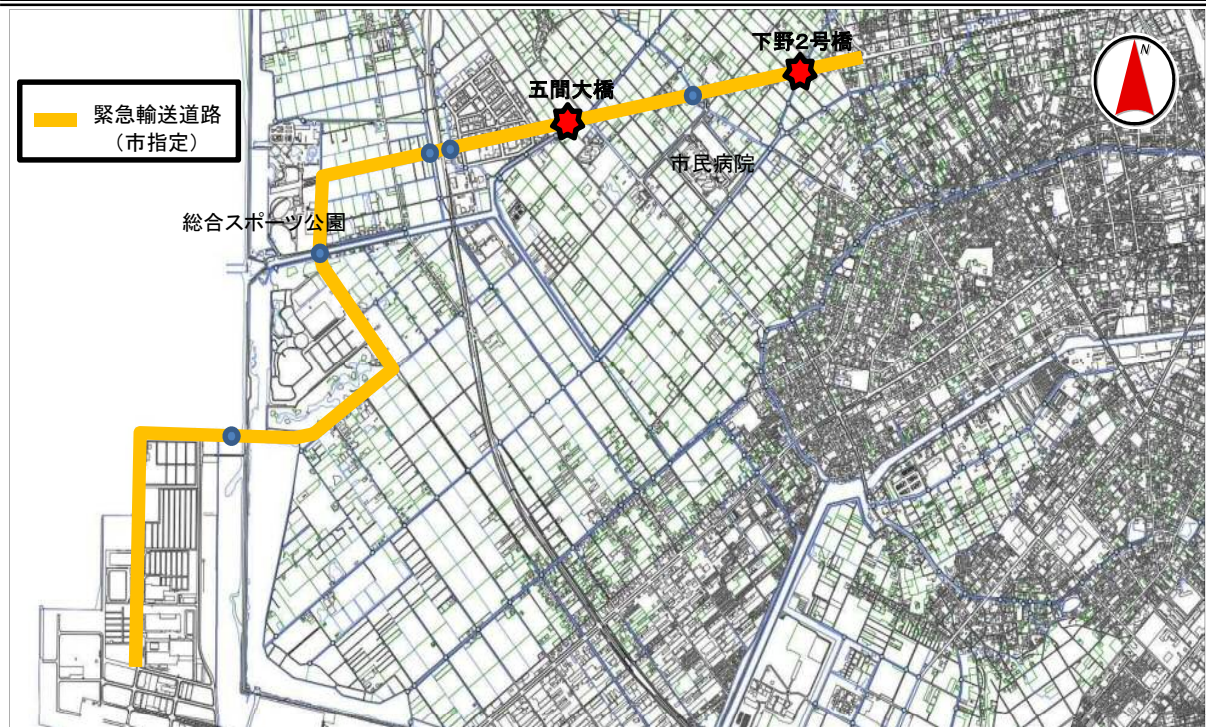 下野２号橋
N
五間大橋
緊急輸送道路
（市指定）
市民病院
総合スポーツ公園